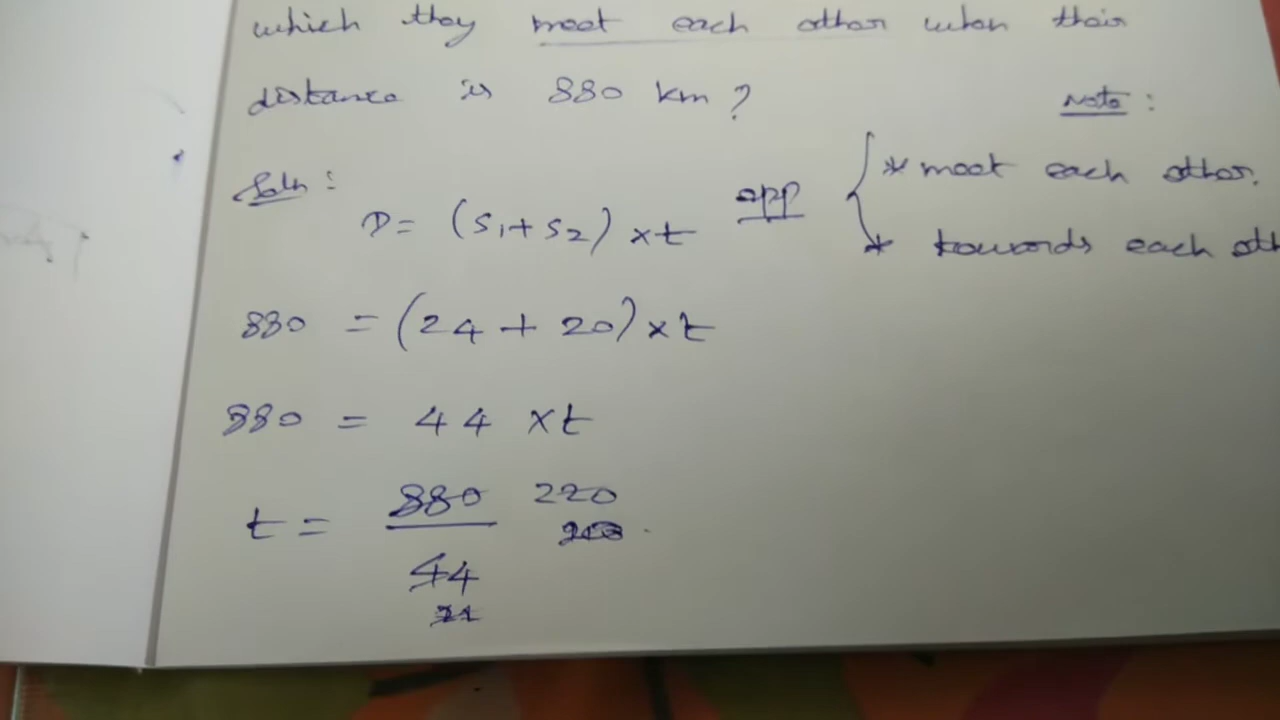 which they meet each other when their
distance is 880 km?
Note:
Soln:
D = (S1 + S2) x t
opp
* meet each other.
* towards each oth
880 = (24 + 20) x t
880 = 44 x t
t = 880/44
220